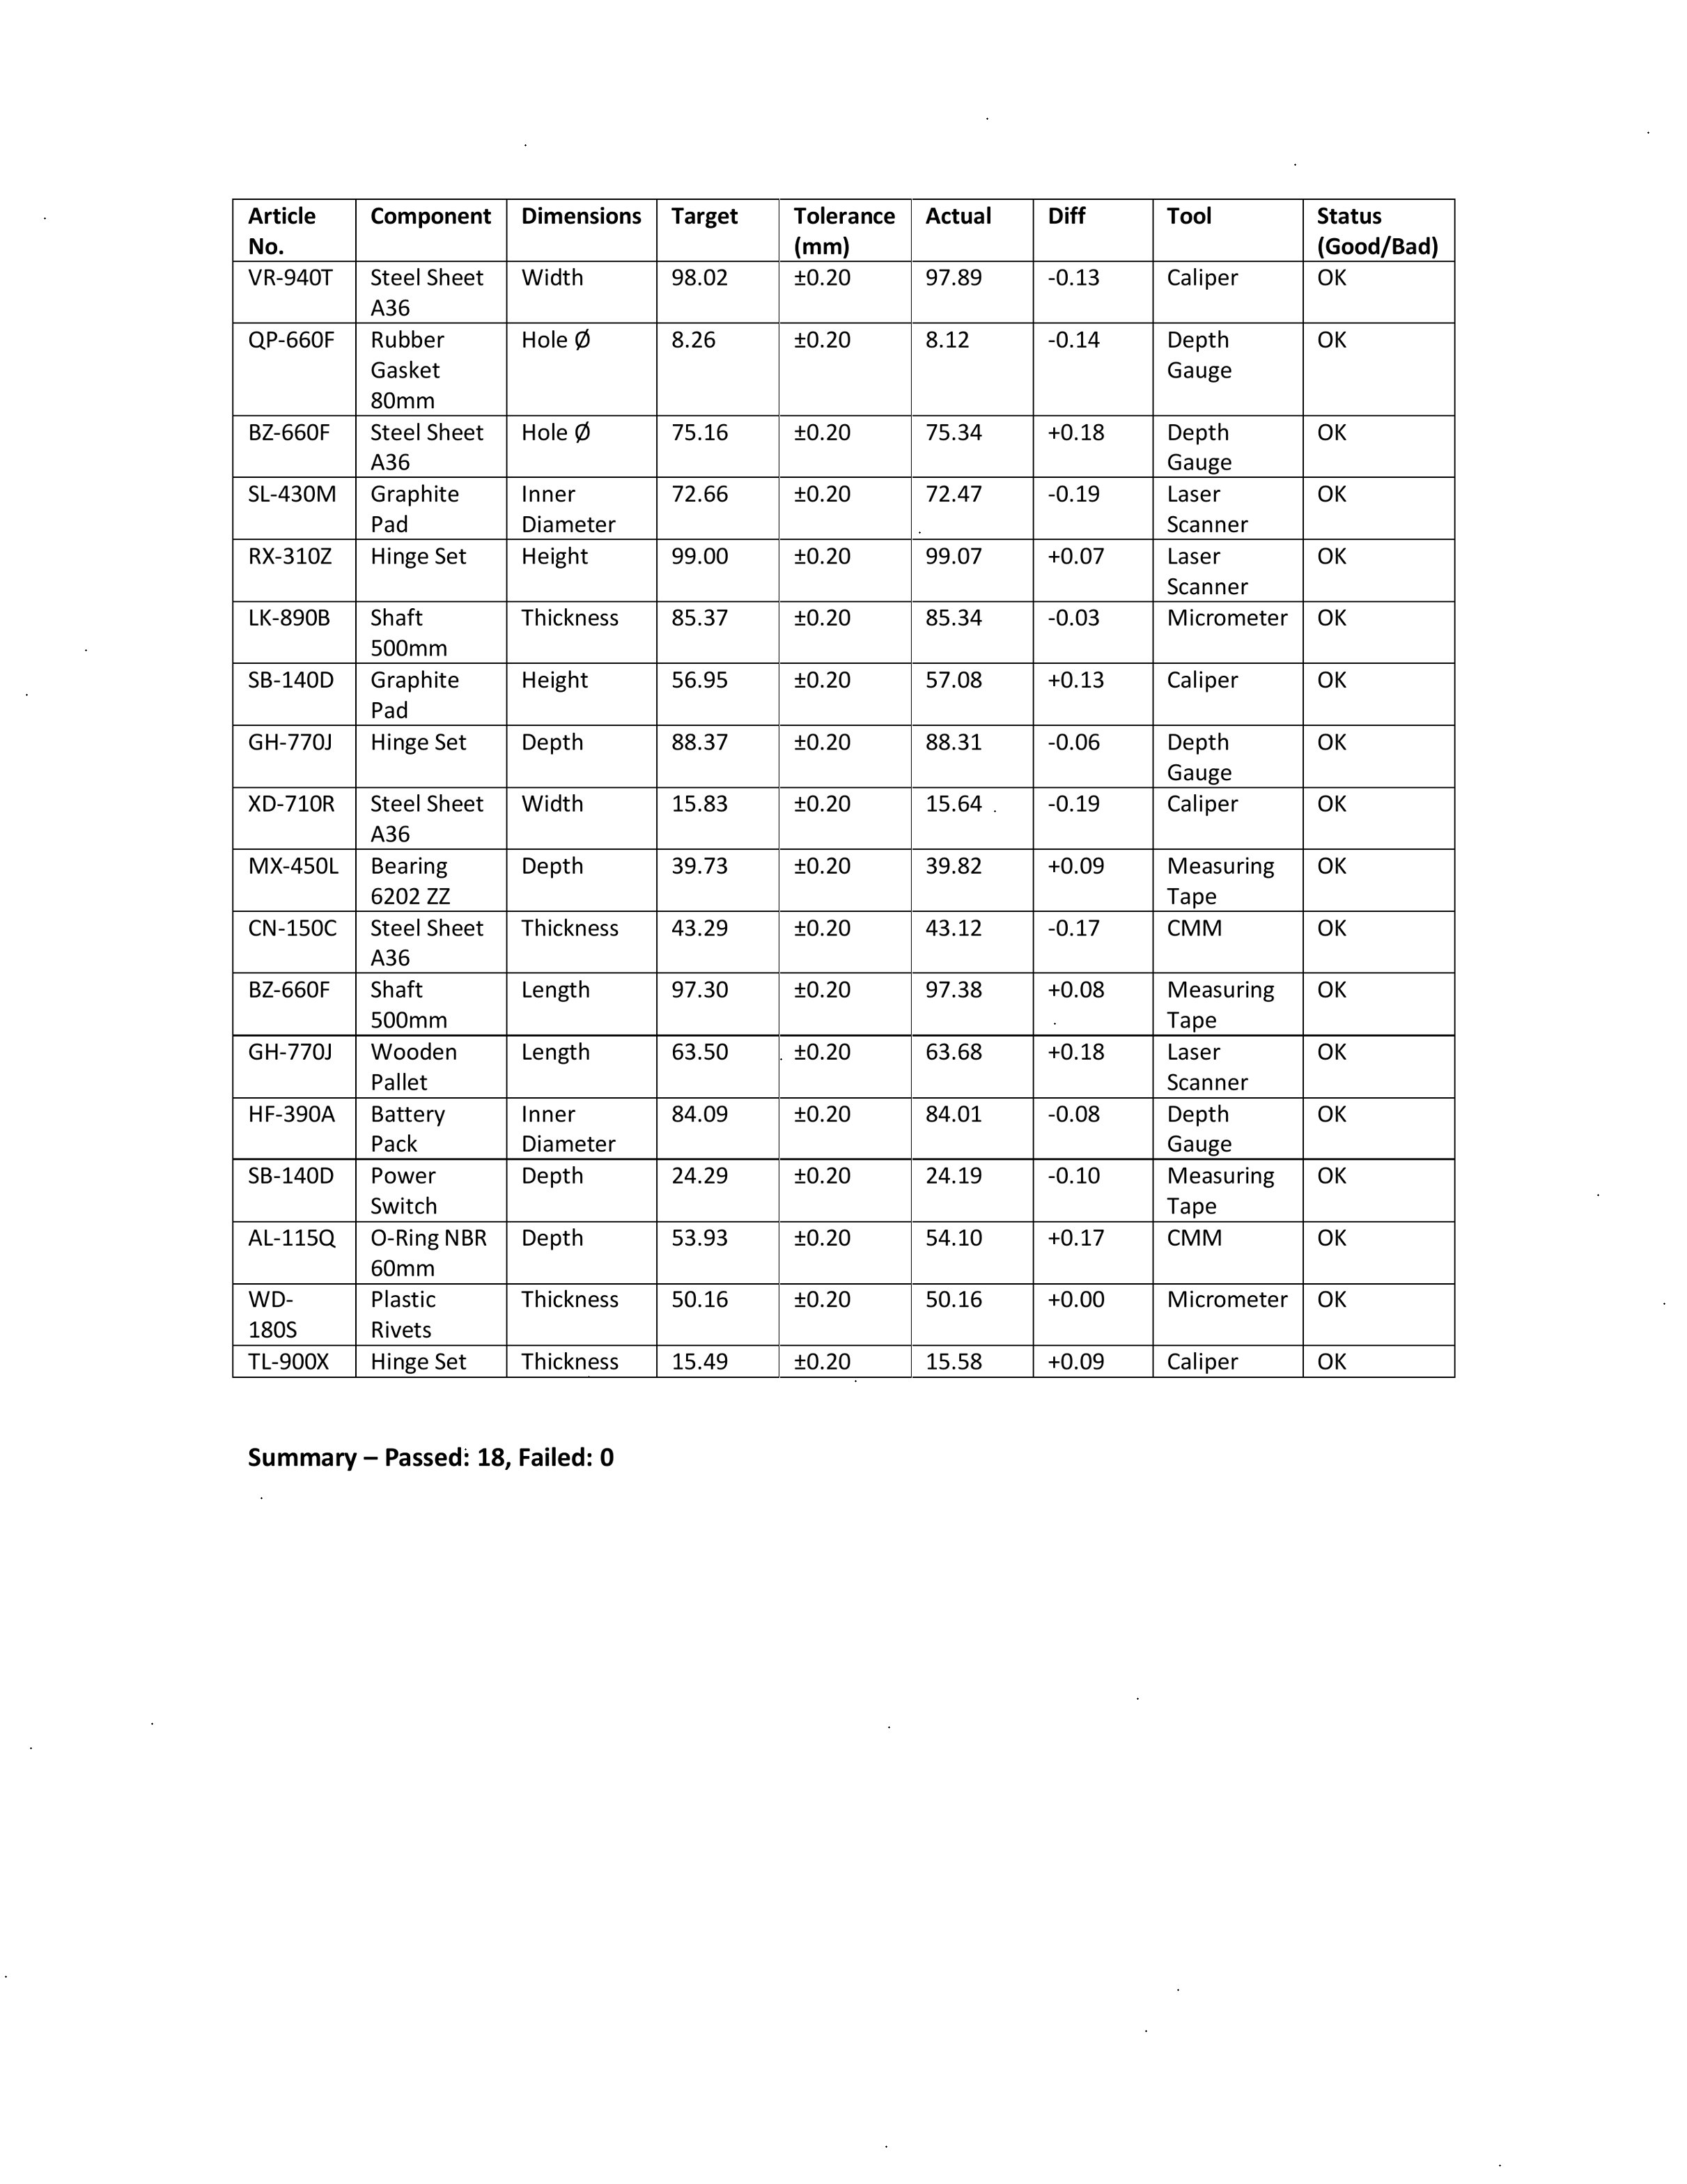 Article No. Component Dimensions Target Tolerance (mm) Actual Diff Tool Status (Good/Bad)
VR-940T Steel Sheet A36 Width 98.02 ±0.20 97.89 -0.13 Caliper OK
QP-660F Rubber Gasket 80mm Hole Ø 8.26 ±0.20 8.12 -0.14 Depth Gauge OK
BZ-660F Steel Sheet A36 Hole Ø 75.16 ±0.20 75.34 +0.18 Depth Gauge OK
SL-430M Graphite Pad Inner Diameter 72.66 ±0.20 72.47 -0.19 Laser Scanner OK
RX-310Z Hinge Set Height 99.00 ±0.20 99.07 +0.07 Laser Scanner OK
LK-890B Shaft 500mm Thickness 85.37 ±0.20 85.34 -0.03 Micrometer OK
SB-140D Graphite Pad Height 56.95 ±0.20 57.08 +0.13 Caliper OK
GH-770J Hinge Set Depth 88.37 ±0.20 88.31 -0.06 Depth Gauge OK
XD-710R Steel Sheet A36 Width 15.83 ±0.20 15.64 -0.19 Caliper OK
MX-450L Bearing 6202 ZZ Depth 39.73 ±0.20 39.82 +0.09 Measuring Tape OK
CN-150C Steel Sheet A36 Thickness 43.29 ±0.20 43.12 -0.17 CMM OK
BZ-660F Shaft 500mm Length 97.30 ±0.20 97.38 +0.08 Measuring Tape OK
GH-770J Wooden Pallet Length 63.50 ±0.20 63.68 +0.18 Laser Scanner OK
HF-390A Battery Pack Inner Diameter 84.09 ±0.20 84.01 -0.08 Depth Gauge OK
SB-140D Power Switch Depth 24.29 ±0.20 24.19 -0.10 Measuring Tape OK
AL-115Q O-Ring NBR 60mm Depth 53.93 ±0.20 54.10 +0.17 CMM OK
WD-180S Plastic Rivets Thickness 50.16 ±0.20 50.16 +0.00 Micrometer OK
TL-900X Hinge Set Thickness 15.49 ±0.20 15.58 +0.09 Caliper OK
Summary – Passed: 18, Failed: 0